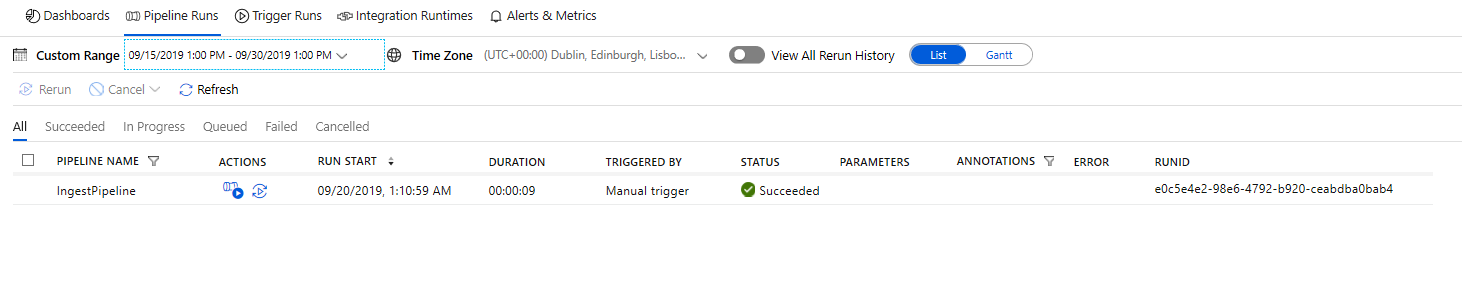 Dashboards Pipeline Runs Trigger Runs Integration Runtimes Alerts & Metrics
Custom Range 09/15/2019 1:00 PM - 09/30/2019 1:00 PM Time Zone (UTC+00:00) Dublin, Edinburgh, Lisbo... View All Rerun History List Gantt
Rerun Cancel Refresh
All Succeeded In Progress Queued Failed Cancelled
PIPELINE NAME ACTIONS RUN START DURATION TRIGGERED BY STATUS PARAMETERS ANNOTATIONS ERROR RUNID
IngestPipeline 09/20/2019, 1:10:59 AM 00:00:09 Manual trigger Succeeded e0c5e4e2-98e6-4792-b920-ceabdba0bab4